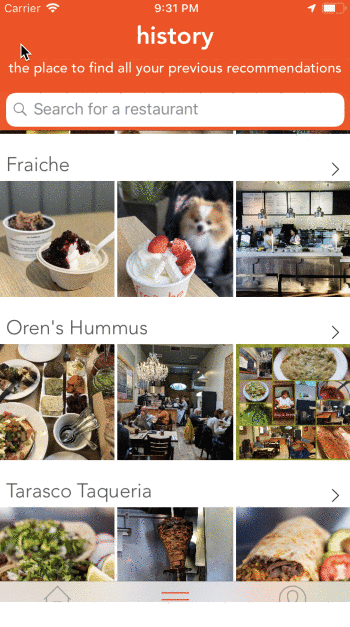 Carrier 9:31 PM
history
the place to find all your previous recommendations
Search for a restaurant
Fraiche
Oren's Hummus
Tarasco Taqueria